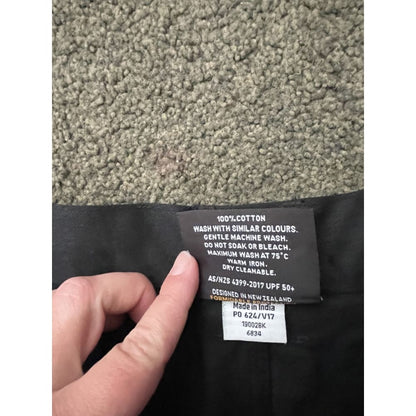 100% COTTON
WASH WITH SIMILAR COLOURS.
GENTLE MACHINE WASH.
DO NOT SOAK OR BLEACH.
MAXIMUM WASH AT 75°C
WARM IRON.
DRY CLEANABLE.
AS/NZS 4399-2017 UPF 50+
DESIGNED IN NEW ZEALAND
Made in India
PO 624/V17
19002BK
6834